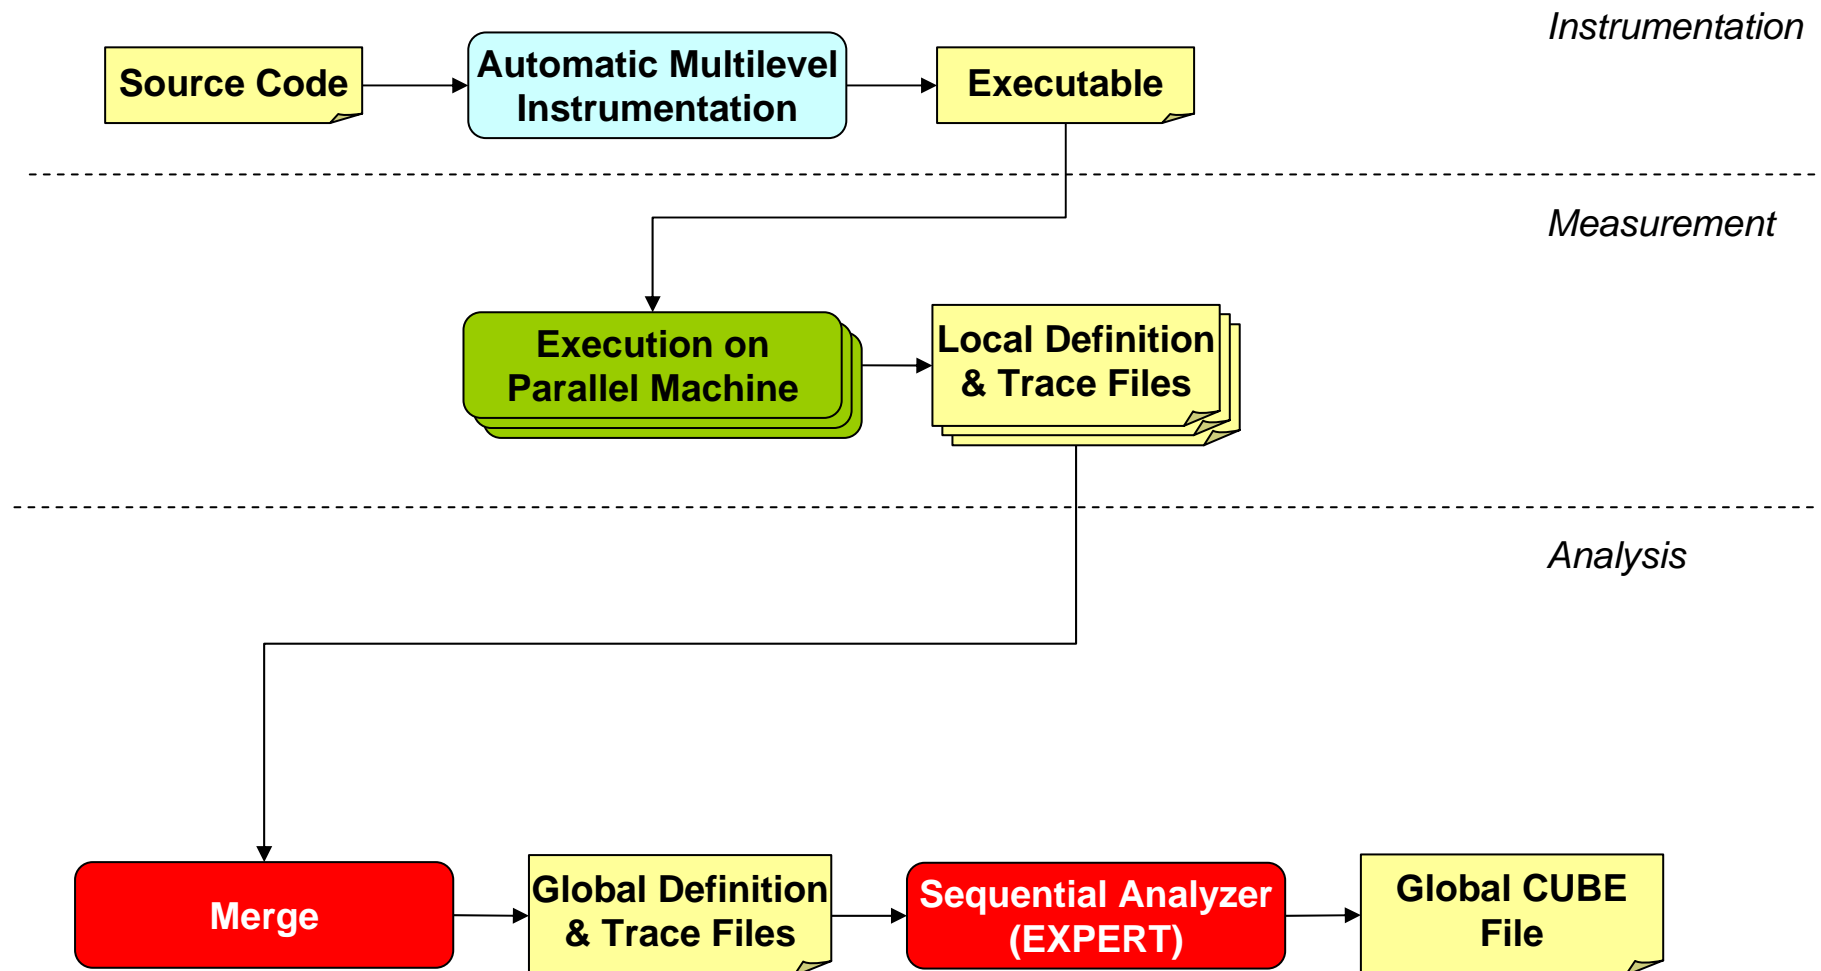 Instrumentation
Source Code
Automatic Multilevel
Instrumentation
Executable
Measurement
Execution on
Parallel Machine
Local Definition
& Trace Files
Analysis
Merge
Global Definition
& Trace Files
Sequential Analyzer
(EXPERT)
Global CUBE
File